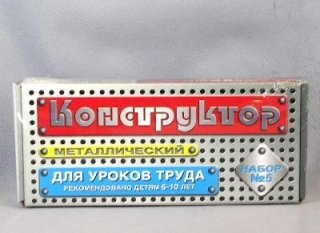 Конструктор
МЕТАЛЛИЧЕСКИЙ
ДЛЯ УРОКОВ ТРУДА
РЕКОМЕНДОВАНО ДЕТЯМ 6-10 ЛЕТ
НАБОР
№5